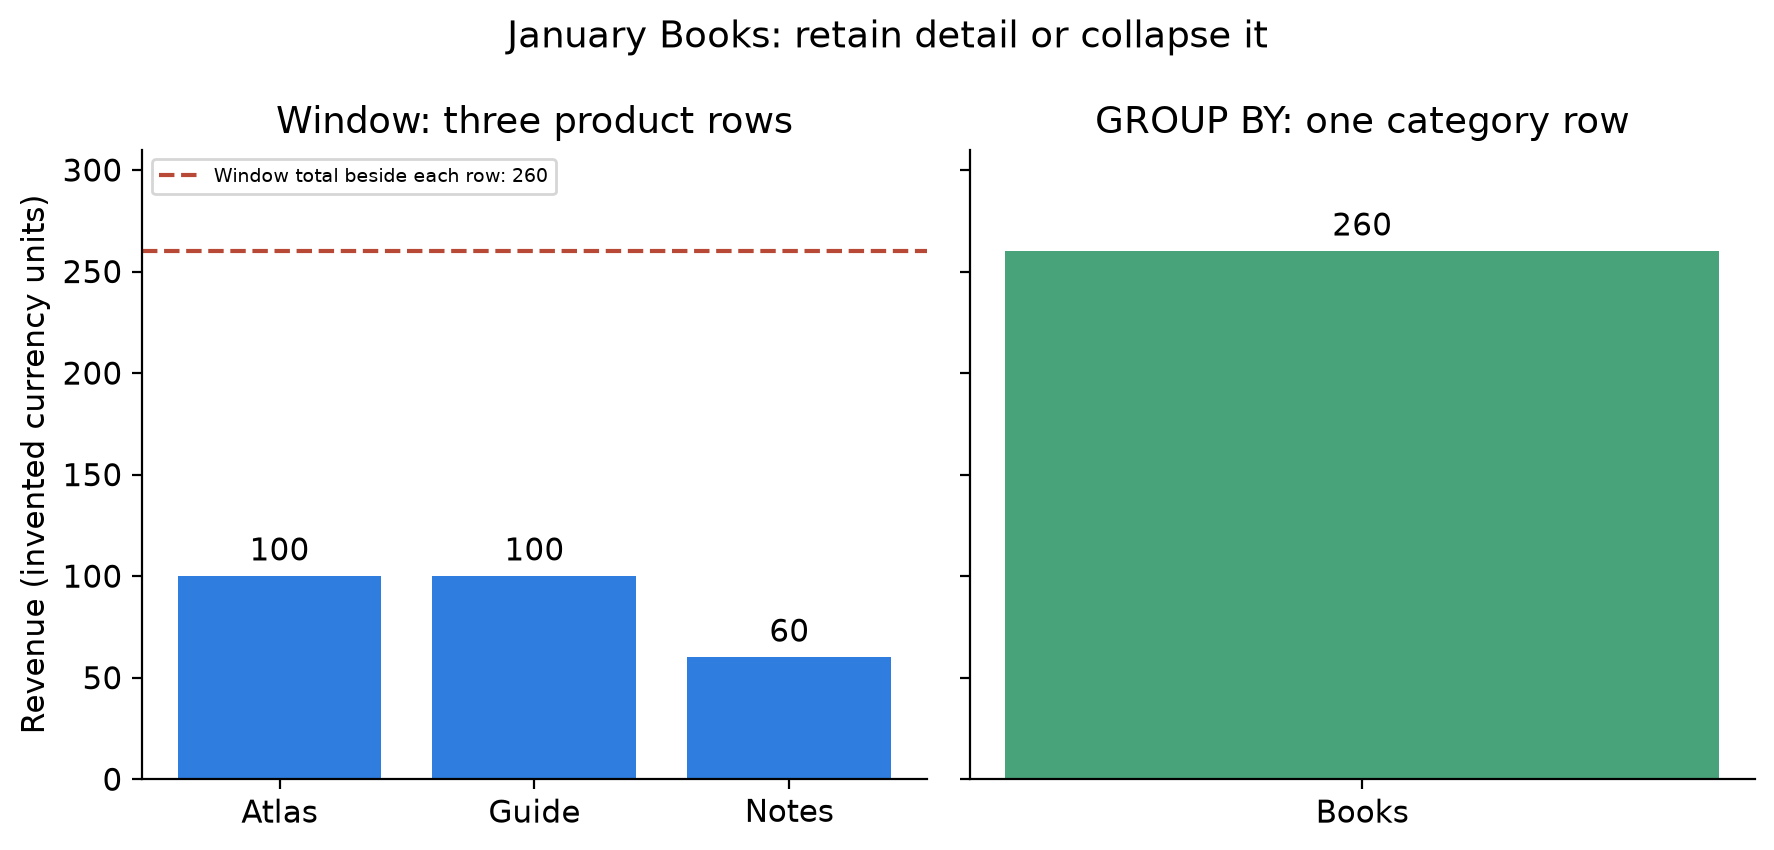 January Books: retain detail or collapse it
Window: three product rows
Window total beside each row: 260
Revenue (invented currency units)
300
250
200
150
100
50
0
100
100
60
Atlas
Guide
Notes
GROUP BY: one category row
260
Books